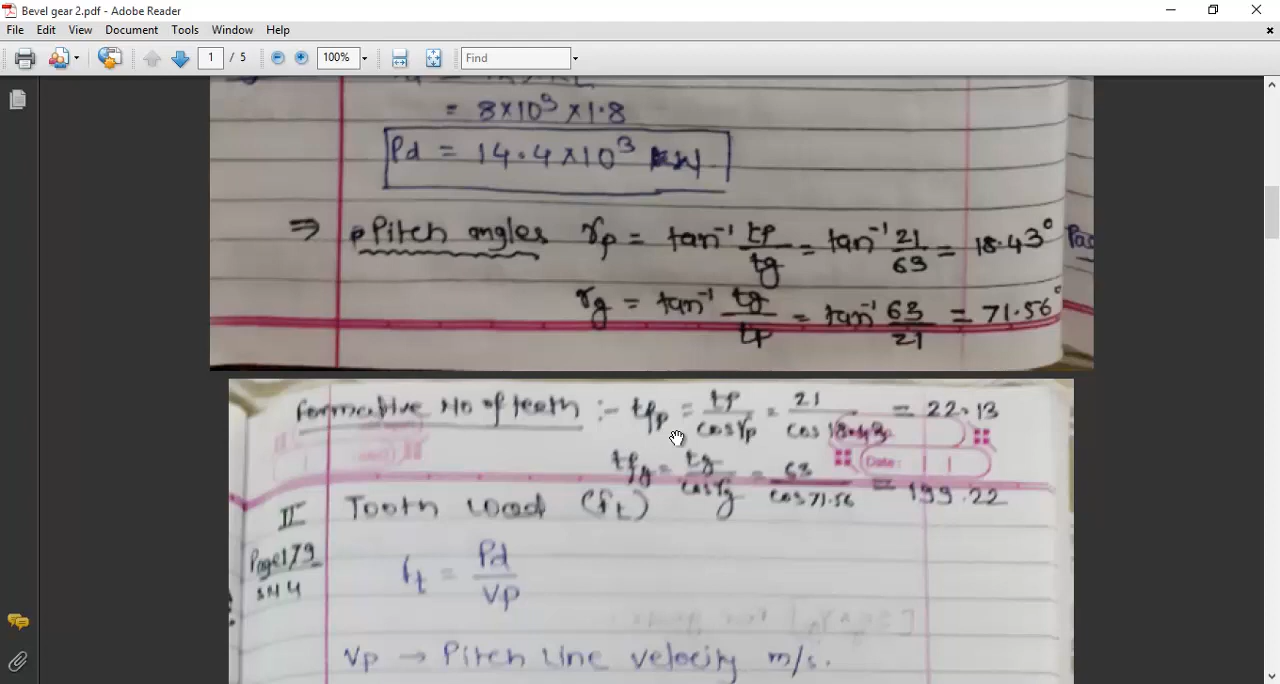 Bevel gear 2.pdf - Adobe Reader
File Edit View Document Tools Window Help
1 / 5 100% Find
= 8×10³ ×1.8
Pd = 14.4×10³
⇒ Pitch angles γp = tan⁻¹ tp/tg = tan⁻¹ 21/63 = 18.43°
γg = tan⁻¹ tg/tp = tan⁻¹ 63/21 = 71.56°
Formative No of teeth :- tfp = tp/cosγp = 21/cos 18.43 = 22.13
tfg = tg/cosγg = 63/cos 71.56 = 199.22
Date:
II Tooth Load (Ft)
Page 179
Ft = Pd/Vp
Vp → Pitch Line velocity m/s.